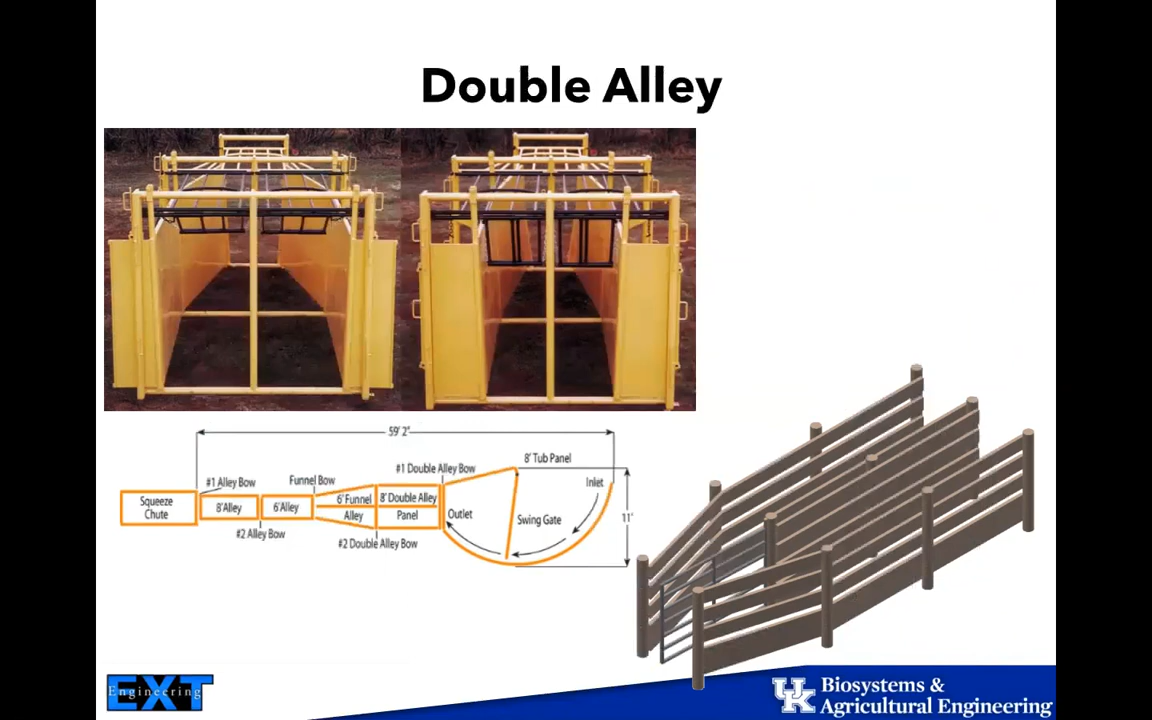 Double Alley
59' 2"
8' Tub Panel
#1 Double Alley Bow
Inlet
#1 Alley Bow
Funnel Bow
Squeeze
Chute
8'Alley
6'Alley
6' Funnel
Alley
8' Double Alley
Panel
Outlet
Swing Gate
11'
#2 Alley Bow
#2 Double Alley Bow
EXT
Engineering
UK
Biosystems &
Agricultural Engineering